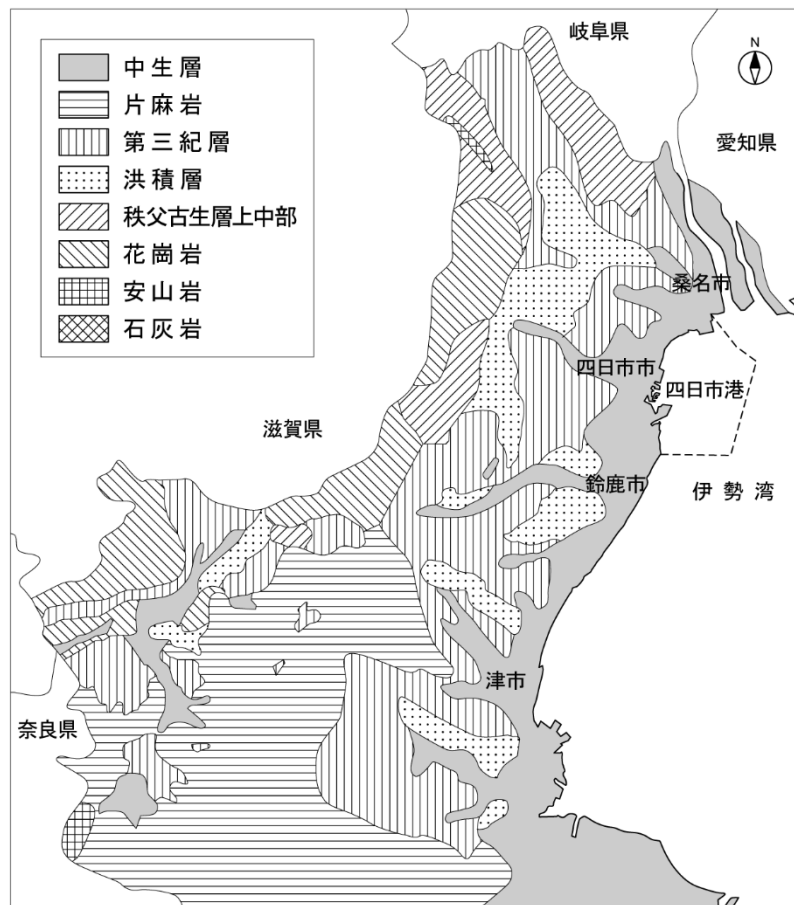 岐阜県
N
愛知県
中生層
片麻岩
第三紀層
洪積層
秩父古生層上中部
花崗岩
安山岩
石灰岩
桑名市
四日市市
四日市港
滋賀県
鈴鹿市
伊勢湾
津市
奈良県